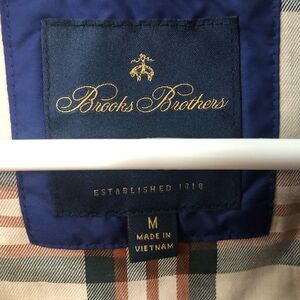 Brooks Brothers
ESTABLISHED 1818
M
MADE IN
VIETNAM